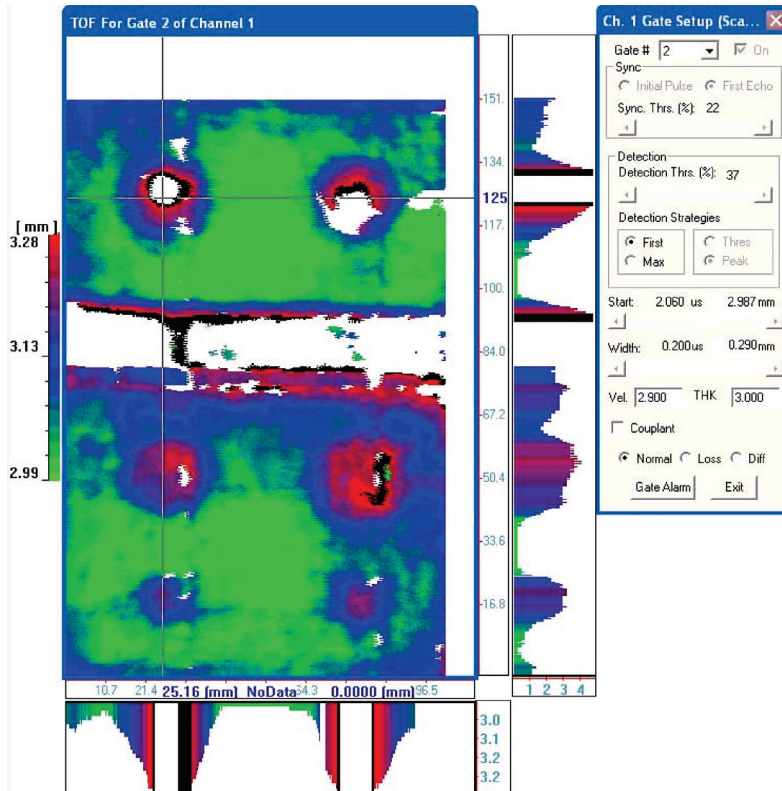 TOF For Gate 2 of Channel 1
[ mm ]
3.28
3.13
2.99
151.
134.
125
117.
100.
84.0
67.2
50.4
33.6
16.8
10.7 21.4 25.16 (mm) NoData 64.3 0.0000 (mm) 96.5
1 2 3 4
3.0
3.1
3.2
3.2
Ch. 1 Gate Setup (Sca...
Gate # 2 On
Sync
Initial Pulse First Echo
Sync. Thrs. (%): 22
Detection
Detection Thrs. (%): 37
Detection Strategies
First Thres.
Max Peak
Start: 2.060 us 2.987 mm
Width: 0.200 us 0.290 mm
Vel. 2.900 THK 3.000
Couplant
Normal Loss Diff
Gate Alarm Exit